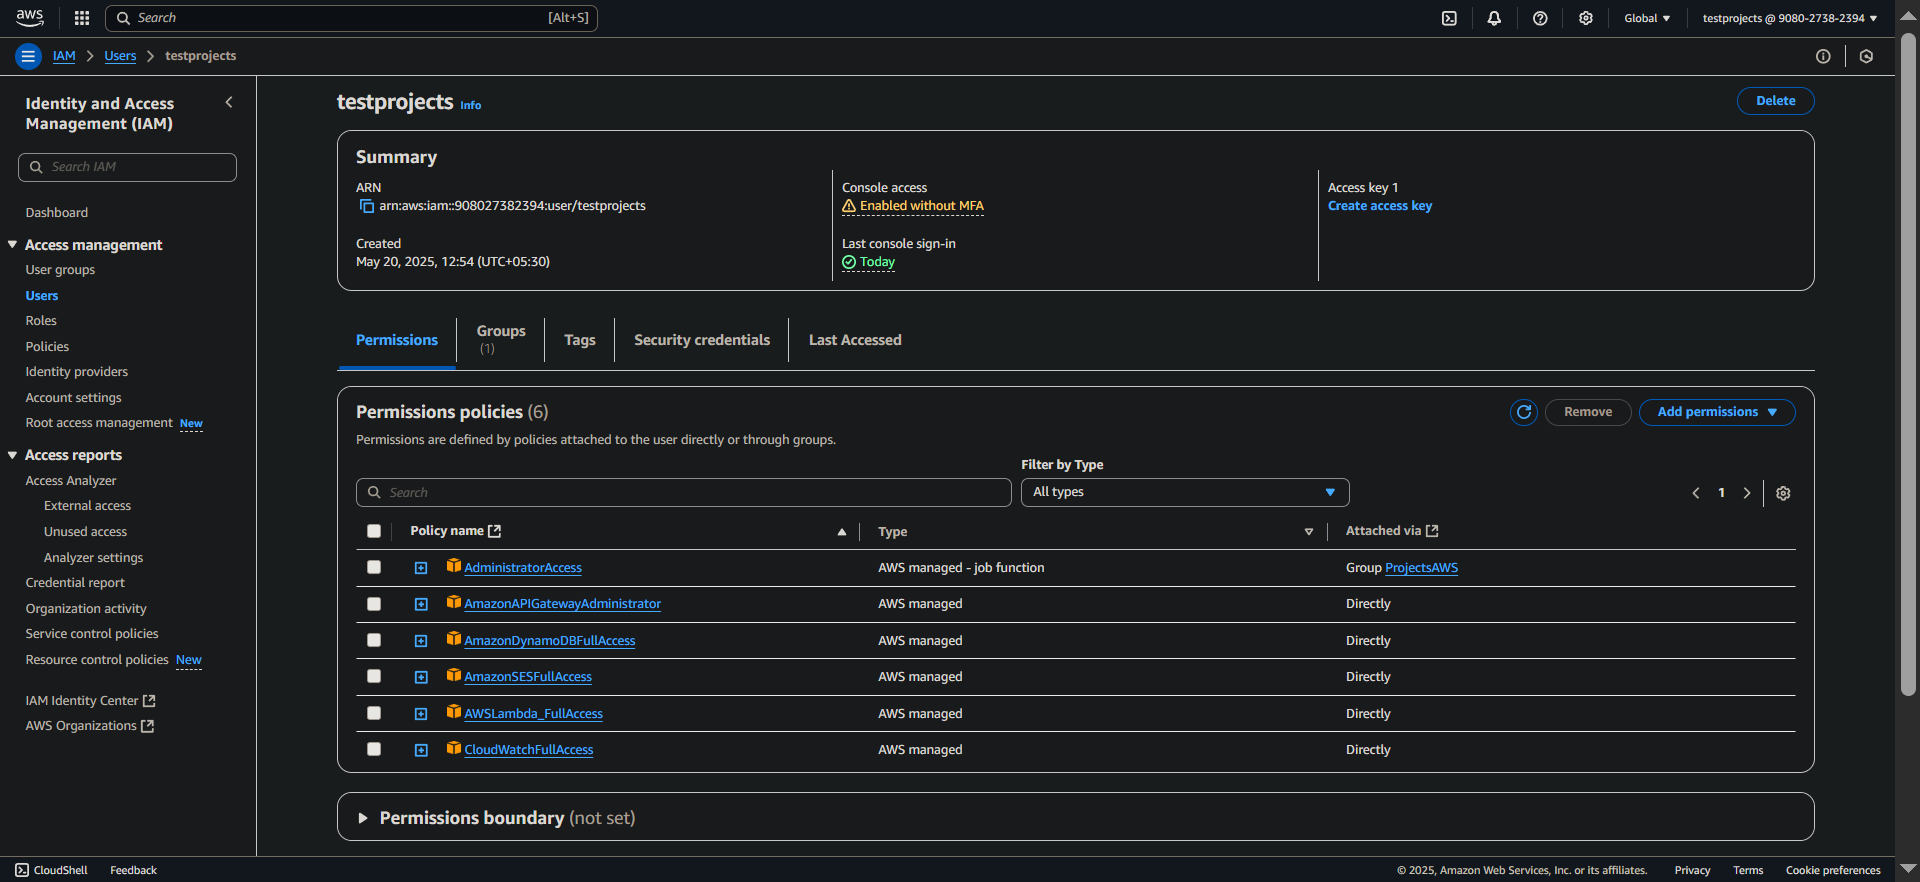 aws
Search [Alt+S]
Global
testprojects @ 9080-2738-2394
IAM
Users
testprojects
Identity and Access Management (IAM)
Search IAM
Dashboard
Access management
User groups
Users
Roles
Policies
Identity providers
Account settings
Root access management New
Access reports
Access Analyzer
External access
Unused access
Analyzer settings
Credential report
Organization activity
Service control policies
Resource control policies New
IAM Identity Center
AWS Organizations
testprojects Info
Delete
Summary
ARN
arn:aws:iam::908027382394:user/testprojects
Created
May 20, 2025, 12:54 (UTC+05:30)
Console access
Enabled without MFA
Last console sign-in
Today
Access key 1
Create access key
Permissions
Groups
(1)
Tags
Security credentials
Last Accessed
Permissions policies (6)
Remove
Add permissions
Permissions are defined by policies attached to the user directly or through groups.
Filter by Type
Search
All types
1
Policy name Type Attached via
AdministratorAccess AWS managed - job function Group ProjectsAWS
AmazonAPIGatewayAdministrator AWS managed Directly
AmazonDynamoDBFullAccess AWS managed Directly
AmazonSESFullAccess AWS managed Directly
AWSLambda_FullAccess AWS managed Directly
CloudWatchFullAccess AWS managed Directly
Permissions boundary (not set)
CloudShell Feedback © 2025, Amazon Web Services, Inc. or its affiliates. Privacy Terms Cookie preferences